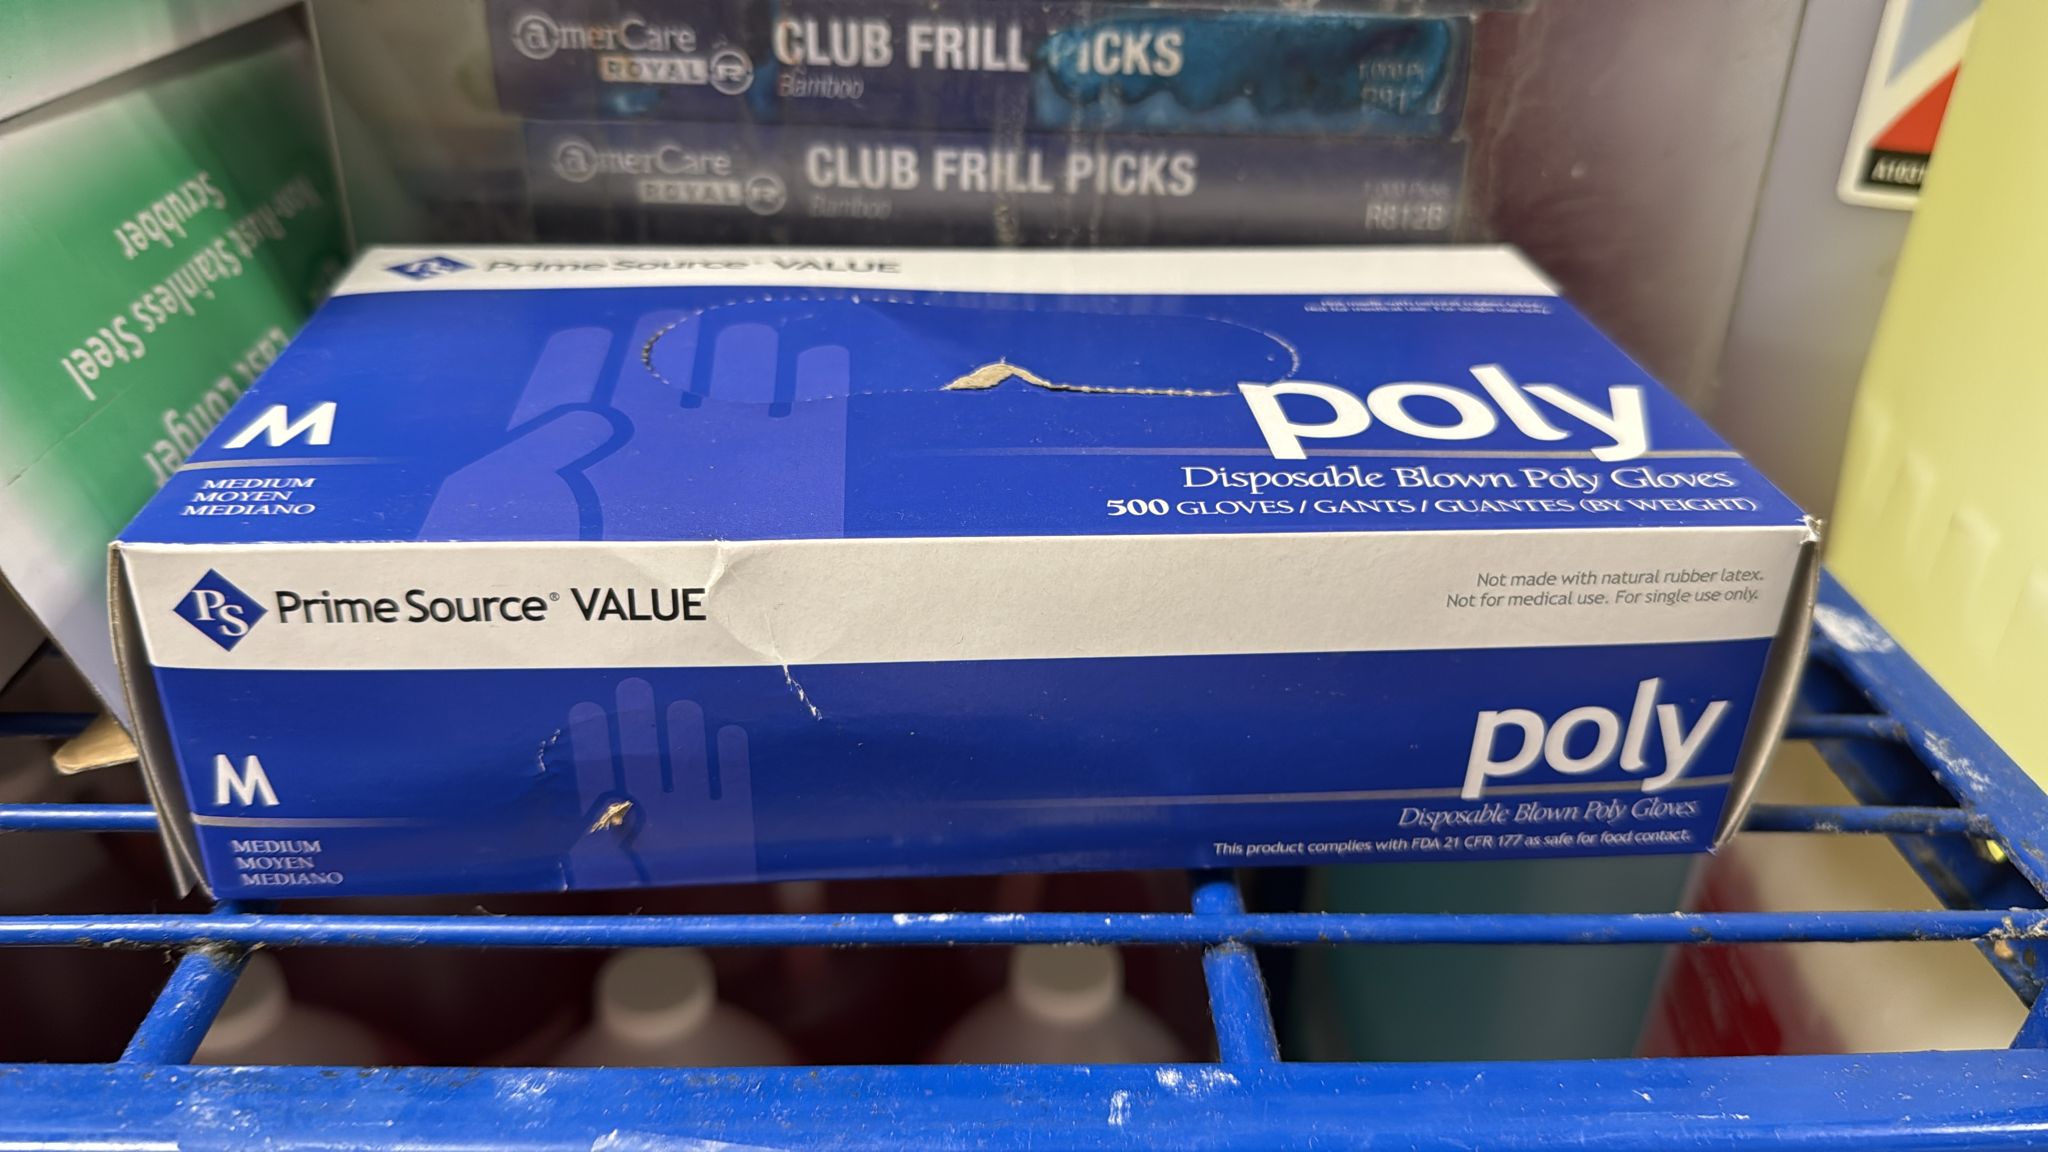 amerCare
ROYAL
CLUB FRILL PICKS
Bamboo
amerCare
ROYAL
CLUB FRILL PICKS
Bamboo
R812B
Scrubber
Stainless Steel
Longer
PS Prime Source VALUE
M
MEDIUM
MOYEN
MEDIANO
poly
Disposable Blown Poly Gloves
500 GLOVES / GANTS / GUANTES (BY WEIGHT)
PS Prime Source® VALUE
Not made with natural rubber latex.
Not for medical use. For single use only.
M
MEDIUM
MOYEN
MEDIANO
poly
Disposable Blown Poly Gloves
This product complies with FDA 21 CFR 177 as safe for food contact.